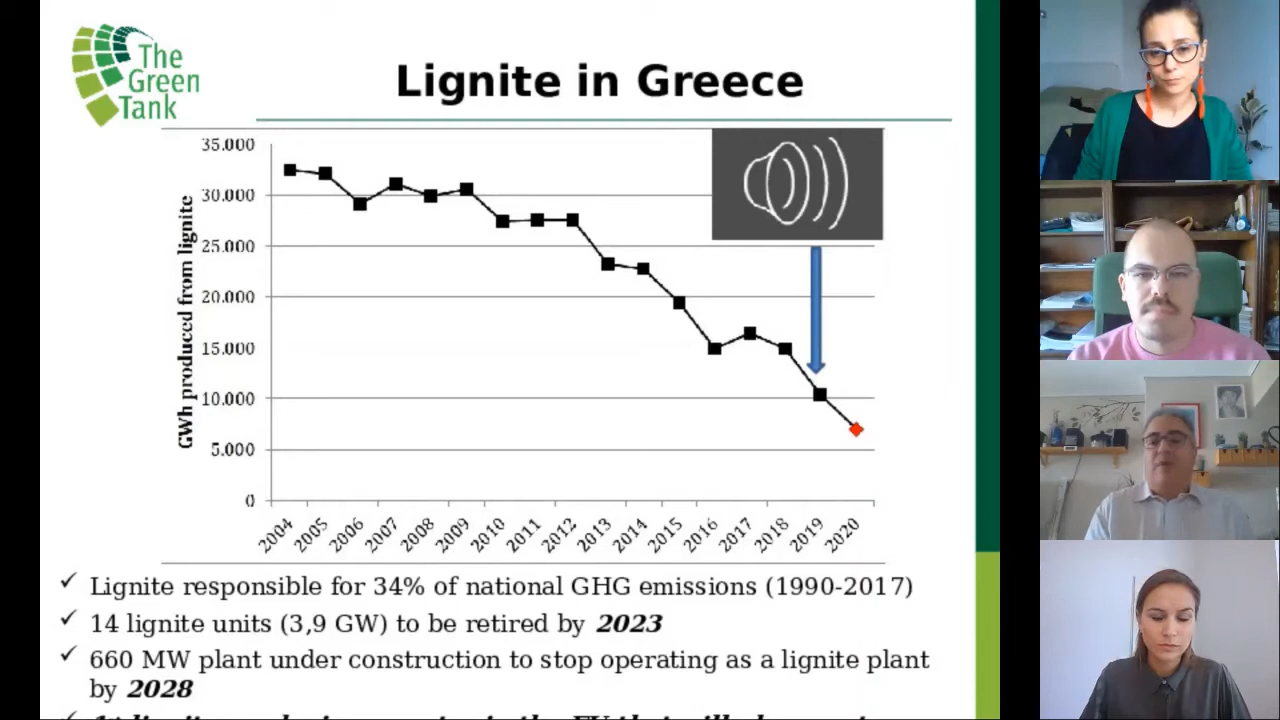 The
Green
Tank
Lignite in Greece
GWh produced from lignite
35.000
30.000
25.000
20.000
15.000
10.000
5.000
0
2004 2005 2006 2007 2008 2009 2010 2011 2012 2013 2014 2015 2016 2017 2018 2019 2020
✓ Lignite responsible for 34% of national GHG emissions (1990-2017)
✓ 14 lignite units (3,9 GW) to be retired by 2023
✓ 660 MW plant under construction to stop operating as a lignite plant
by 2028